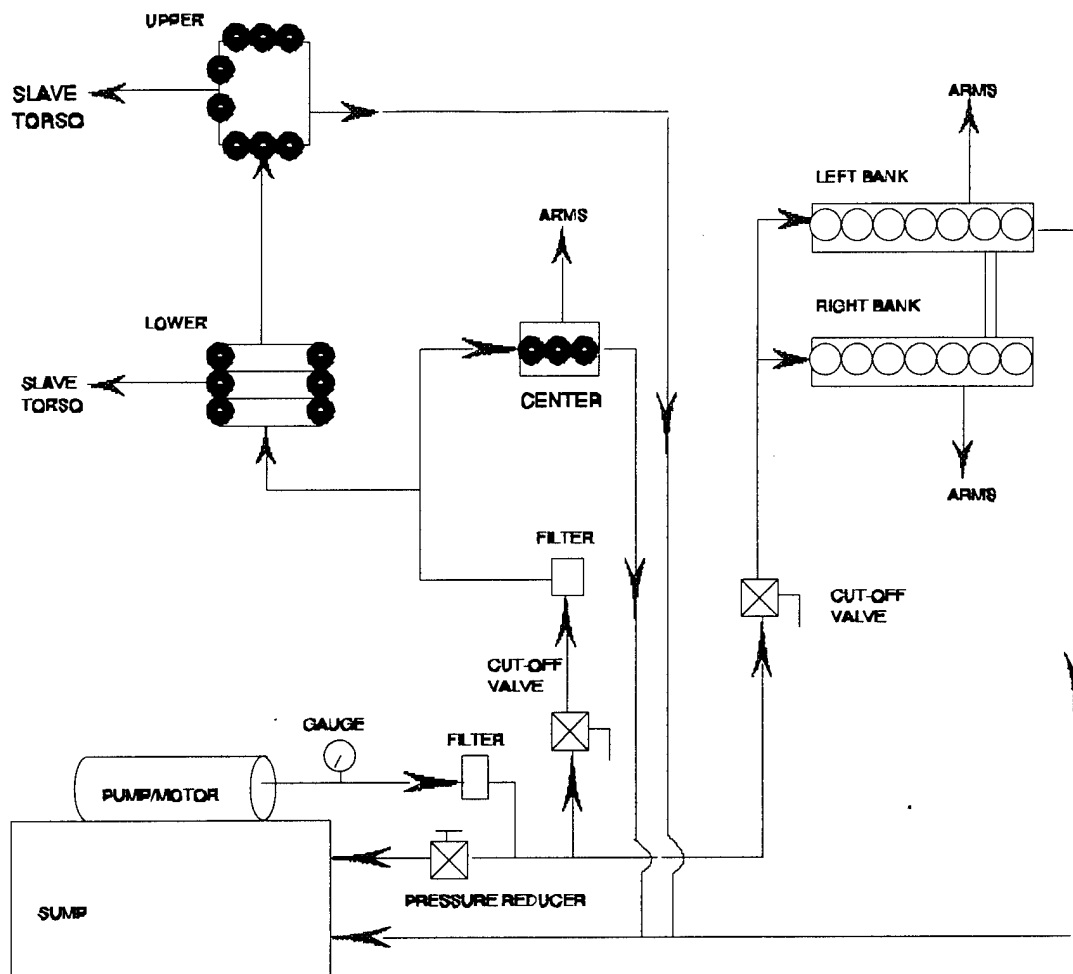 UPPER
SLAVE
TORSO
ARMS
LEFT BANK
ARMS
RIGHT BANK
LOWER
SLAVE
TORSO
CENTER
ARMS
FILTER
CUT-OFF
VALVE
CUT-OFF
VALVE
GAUGE
FILTER
PUMP/MOTOR
PRESSURE REDUCER
SUMP